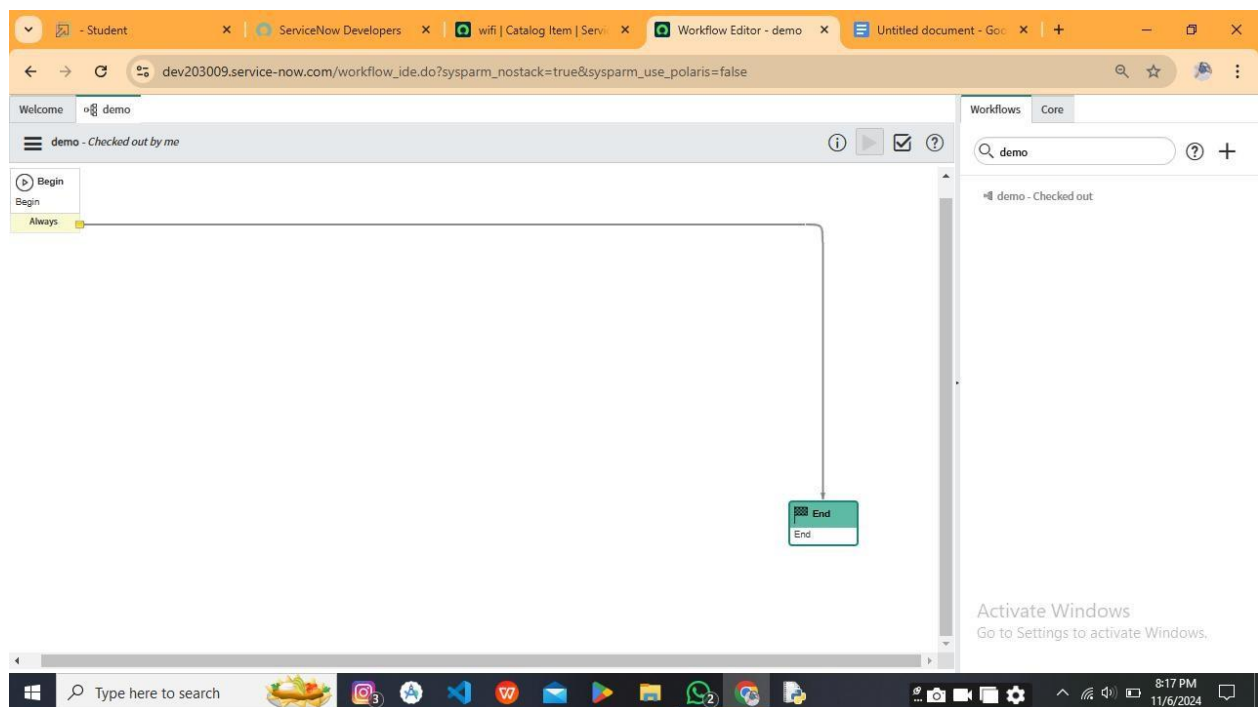 - Student
ServiceNow Developers
wifi | Catalog Item | Servi
Workflow Editor - demo
Untitled document - Goo
dev203009.service-now.com/workflow_ide.do?sysparm_nostack=true&sysparm_use_polaris=false
Welcome
demo
Workflows
Core
demo - Checked out by me
demo
Begin
Begin
Always
demo - Checked out
End
End
Activate Windows
Go to Settings to activate Windows.
Type here to search
3
2
8:17 PM
11/6/2024